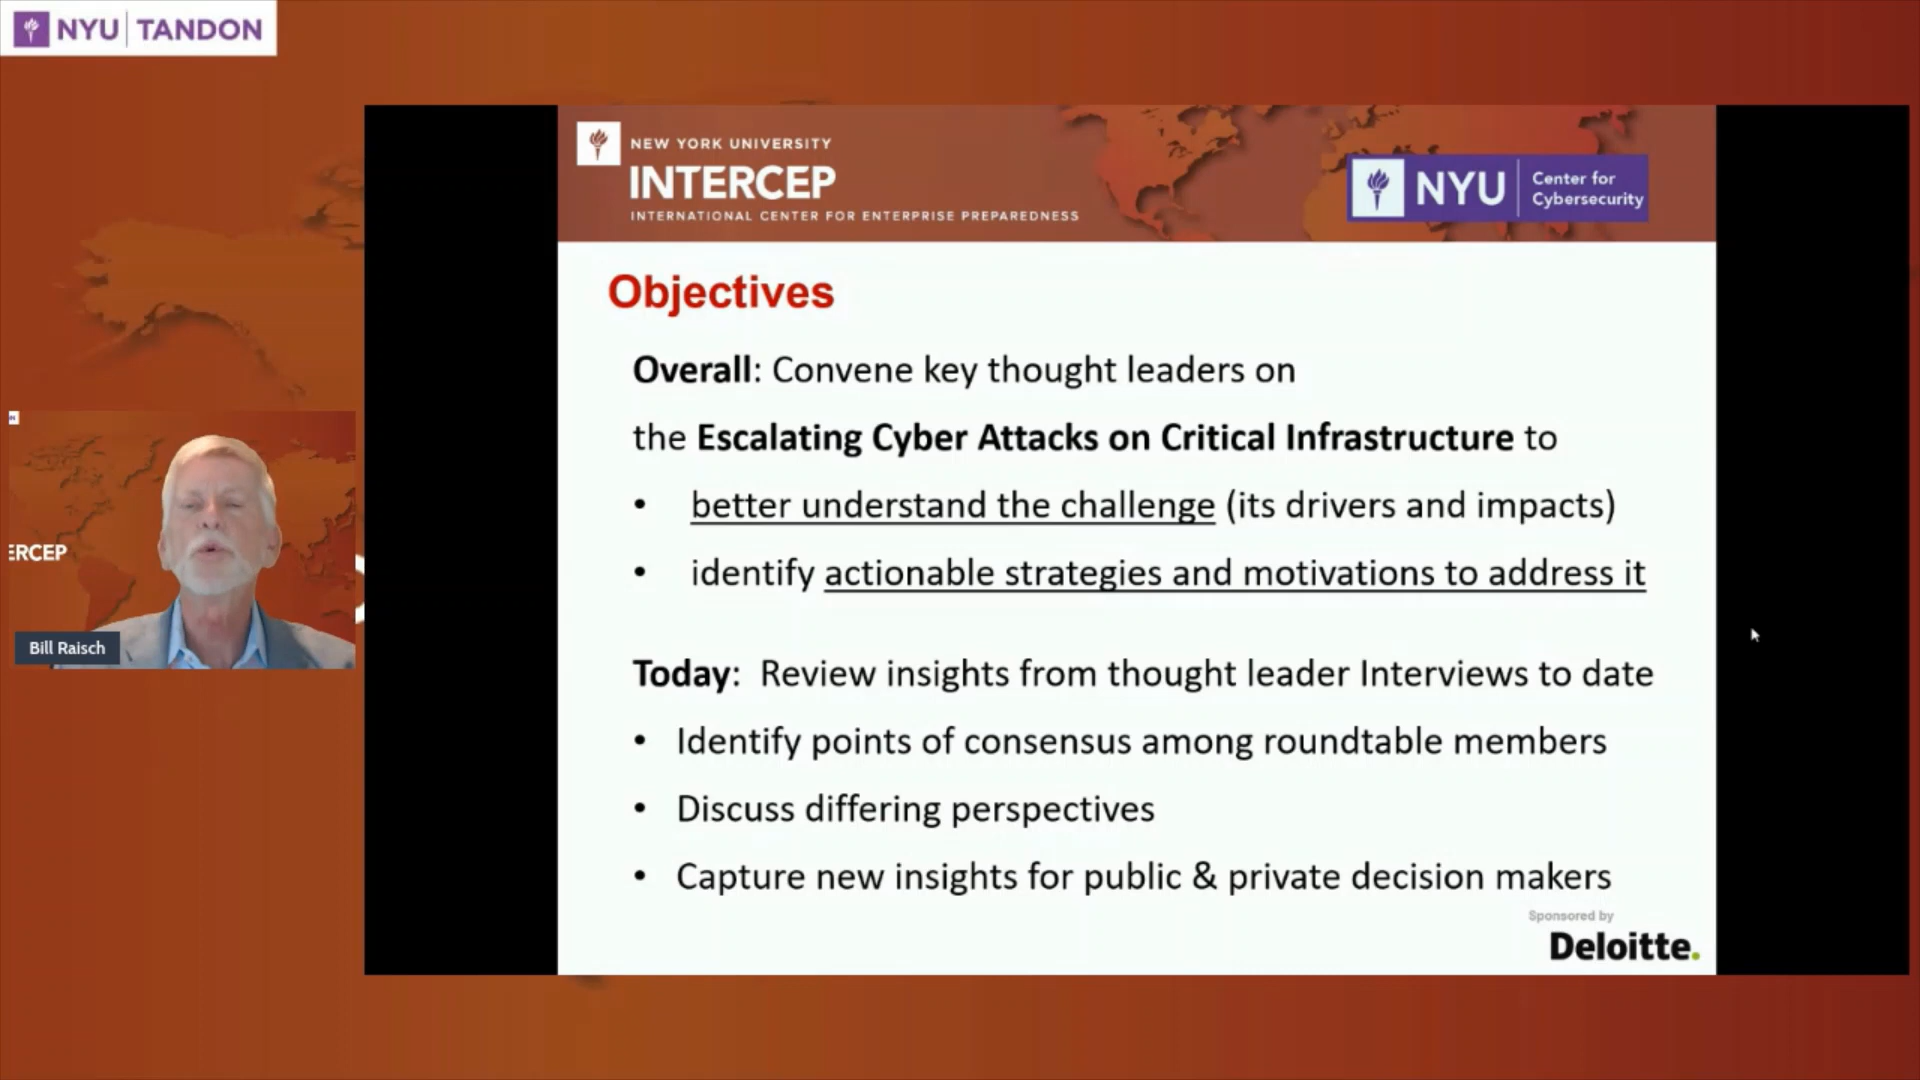 NYU | TANDON
NEW YORK UNIVERSITY
INTERCEP
INTERNATIONAL CENTER FOR ENTERPRISE PREPAREDNESS
NYU | Center for
Cybersecurity
Objectives
Overall: Convene key thought leaders on
the Escalating Cyber Attacks on Critical Infrastructure to
• better understand the challenge (its drivers and impacts)
• identify actionable strategies and motivations to address it
Today: Review insights from thought leader Interviews to date
• Identify points of consensus among roundtable members
• Discuss differing perspectives
• Capture new insights for public & private decision makers
Sponsored by
Deloitte.
ERCEP
Bill Raisch